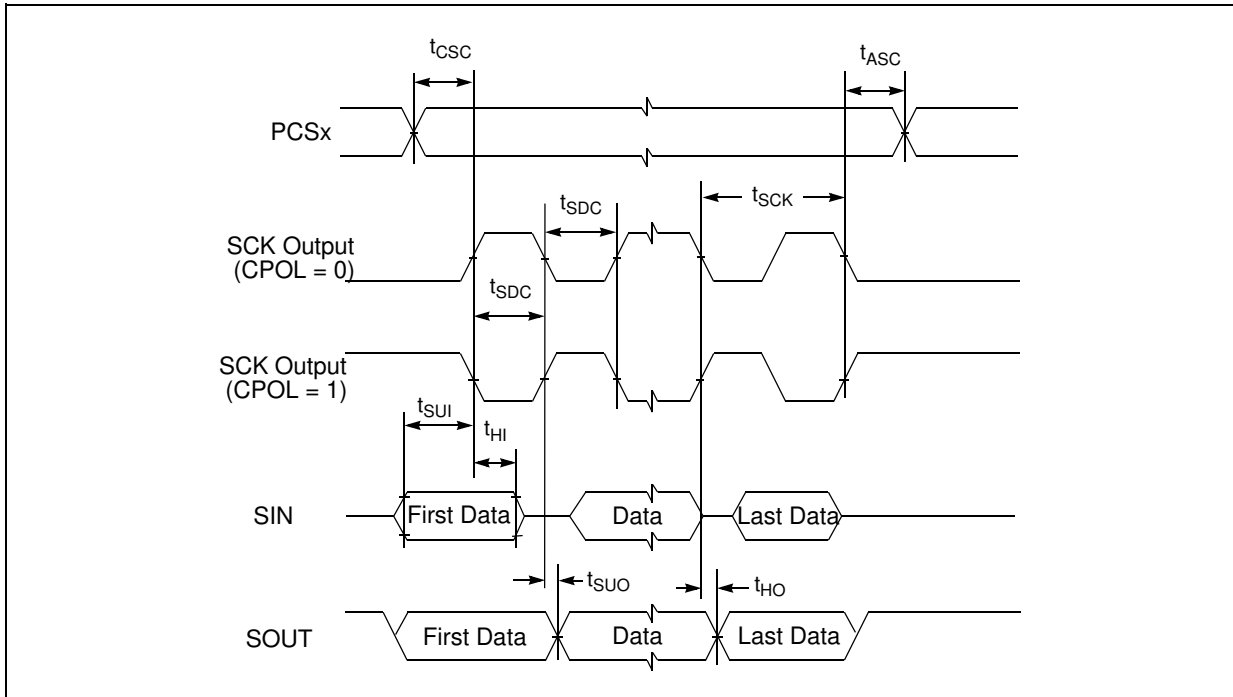 tCSC
tASC
PCSx
tSCK
tSDC
SCK Output
(CPOL = 0)
tSDC
SCK Output
(CPOL = 1)
tSUI
tHI
SIN
First Data
Data
Last Data
tSUO
tHO
SOUT
First Data
Data
Last Data